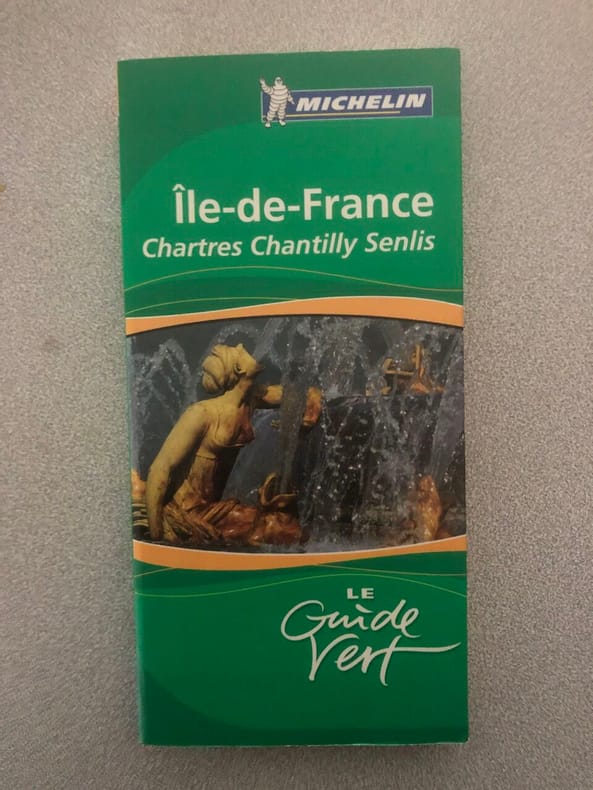 MICHELIN
Île-de-France
Chartres Chantilly Senlis
LE
Guide
Vert